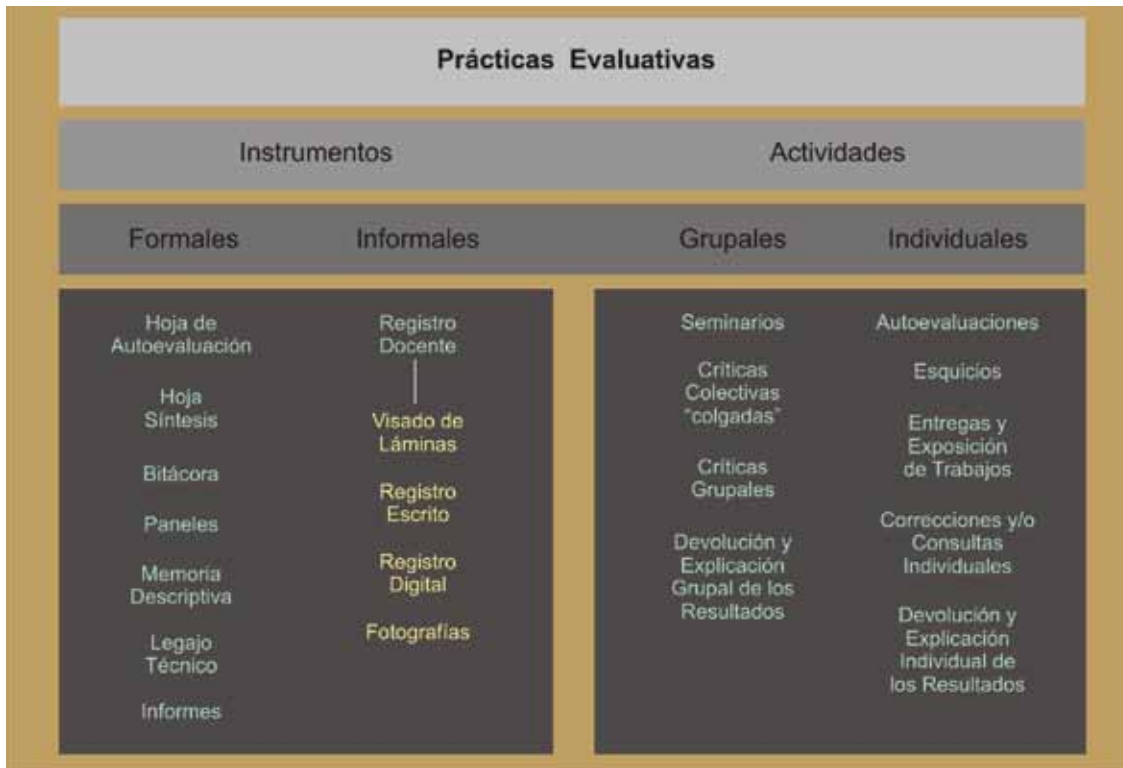 Prácticas Evaluativas
Instrumentos
Actividades
Formales
Informales
Grupales
Individuales
Hoja de
Autoevaluación
Hoja
Síntesis
Bitácora
Paneles
Memoria
Descriptiva
Legajo
Técnico
Informes
Registro
Docente
Visado de
Láminas
Registro
Escrito
Registro
Digital
Fotografías
Seminarios
Críticas
Colectivas
"colgadas"
Críticas
Grupales
Devolución y
Explicación
Grupal de los
Resultados
Autoevaluaciones
Esquicios
Entregas y
Exposición
de Trabajos
Correcciones y/o
Consultas
Individuales
Devolución y
Explicación
Individual de
los Resultados